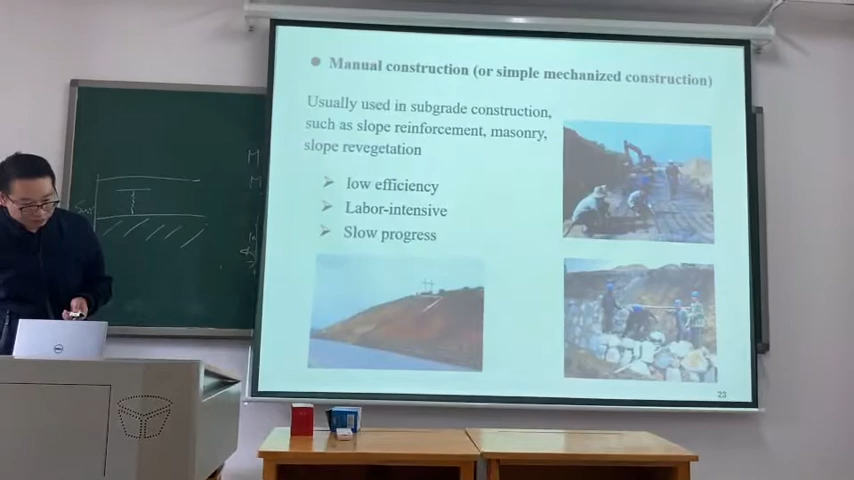 Manual construction (or simple mechanized construction)
Usually used in subgrade construction,
such as slope reinforcement, masonry,
slope revegetation
low efficiency
Labor-intensive
Slow progress
23
DELL